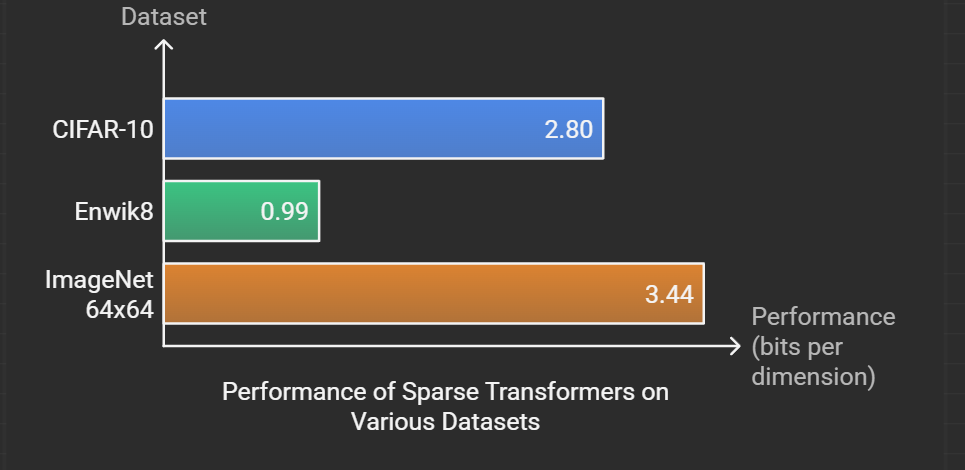 Dataset
CIFAR-10
2.80
Enwik8
0.99
ImageNet
64x64
3.44
Performance
(bits per
dimension)
Performance of Sparse Transformers on
Various Datasets